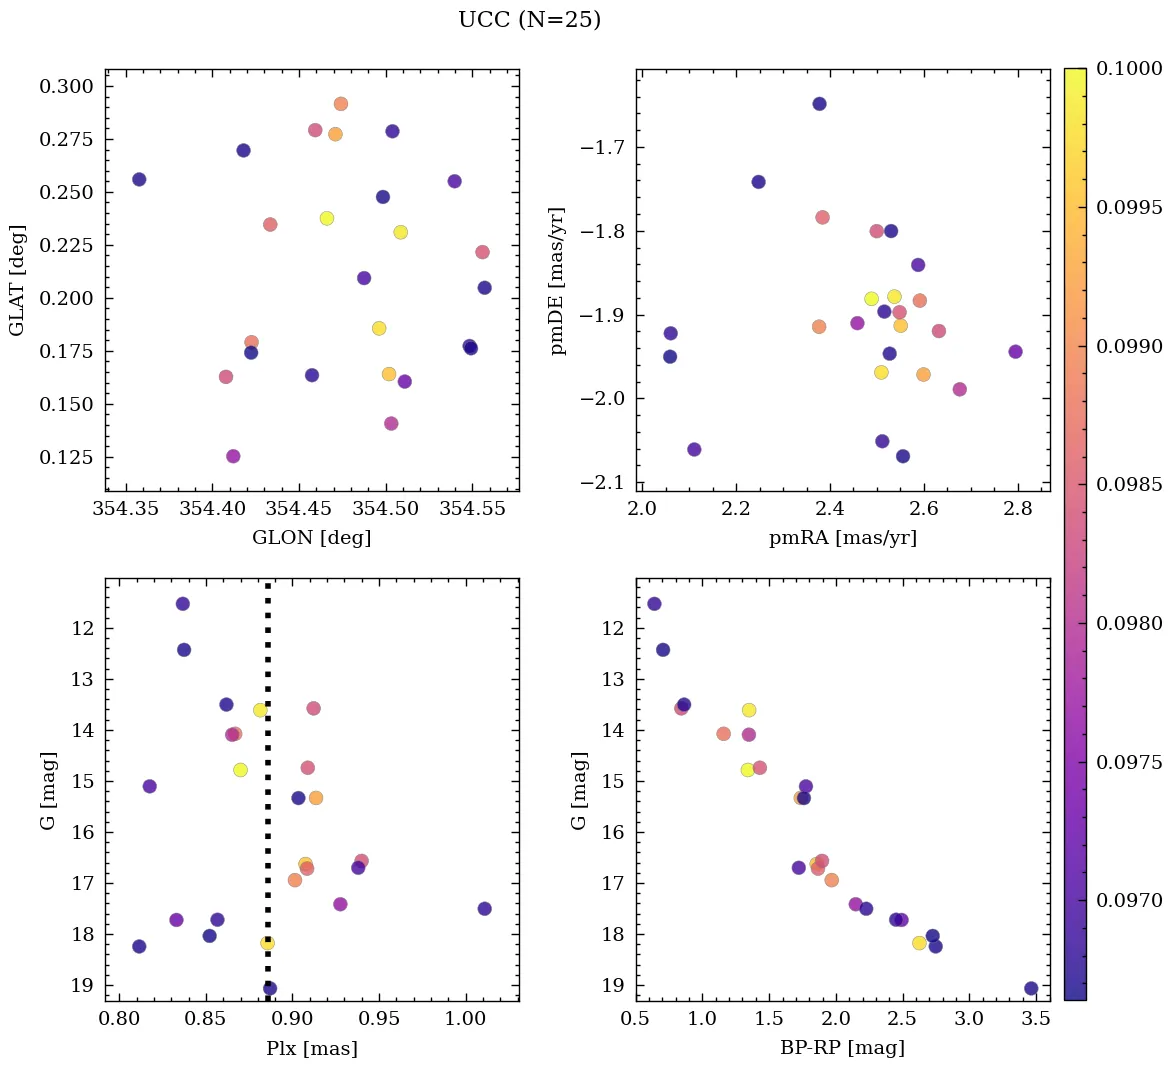 UCC (N=25)
0.300
0.275
0.250
0.225
0.200
0.175
0.150
0.125
GLAT [deg]
354.35 354.40 354.45 354.50 354.55
GLON [deg]
−1.7
−1.8
−1.9
−2.0
−2.1
pmDE [mas/yr]
2.0 2.2 2.4 2.6 2.8
pmRA [mas/yr]
0.1000
0.0995
0.0990
0.0985
0.0980
0.0975
0.0970
12
13
14
15
16
17
18
19
G [mag]
0.80 0.85 0.90 0.95 1.00
Plx [mas]
12
13
14
15
16
17
18
19
G [mag]
0.5 1.0 1.5 2.0 2.5 3.0 3.5
BP-RP [mag]